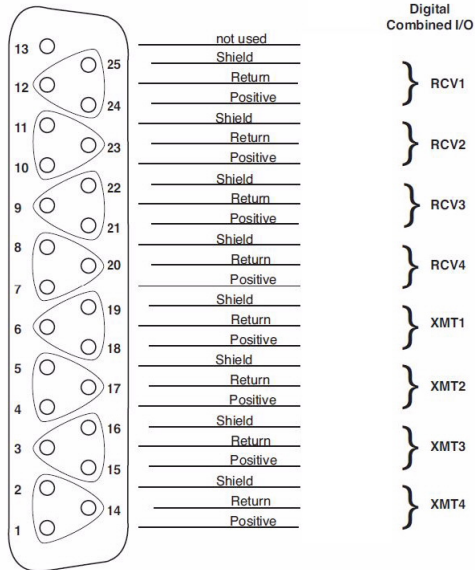 Digital
Combined I/O
13 not used
25 Shield
12 Return RCV1
24 Positive
11 Shield
23 Return RCV2
10 Positive
22 Shield
9 Return RCV3
21 Positive
8 Shield
20 Return RCV4
7 Positive
19 Shield
6 Return XMT1
18 Positive
5 Shield
17 Return XMT2
4 Positive
16 Shield
3 Return XMT3
15 Positive
2 Shield
14 Return XMT4
1 Positive